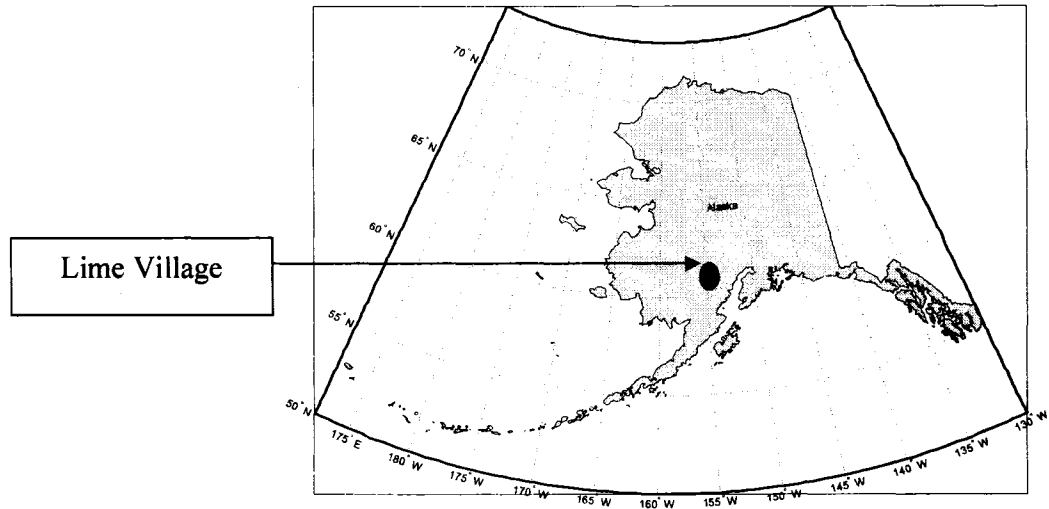 70° N
65° N
Alaska
60° N
Lime Village
55° N
50° N
175° E
180° W
175° W
170° W
165° W
160° W
155° W
150° W
145° W
140° W
135° W
130° W